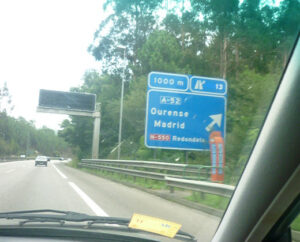 1000 m 13
A-52
Ourense
Madrid
N-550 Redondela